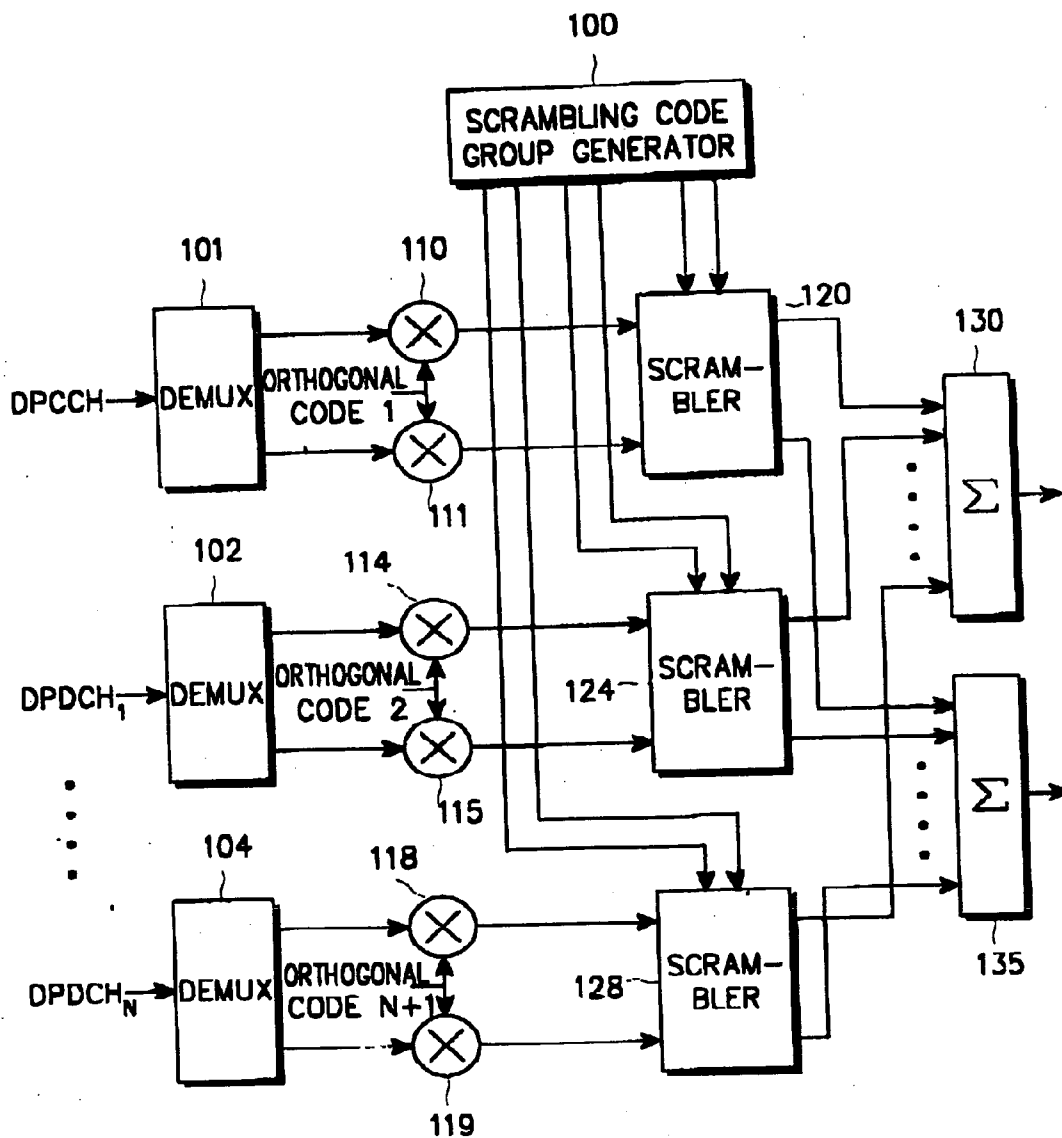 100
SCRAMBLING CODE
GROUP GENERATOR
101
110
120
130
DPCCH
DEMUX
ORTHOGONAL
CODE 1
SCRAM-
BLER
111
Σ
102
114
DPDCH1
DEMUX
ORTHOGONAL
CODE 2
124
SCRAM-
BLER
115
Σ
104
118
135
DPDCHN
DEMUX
ORTHOGONAL
CODE N+1
128
SCRAM-
BLER
119